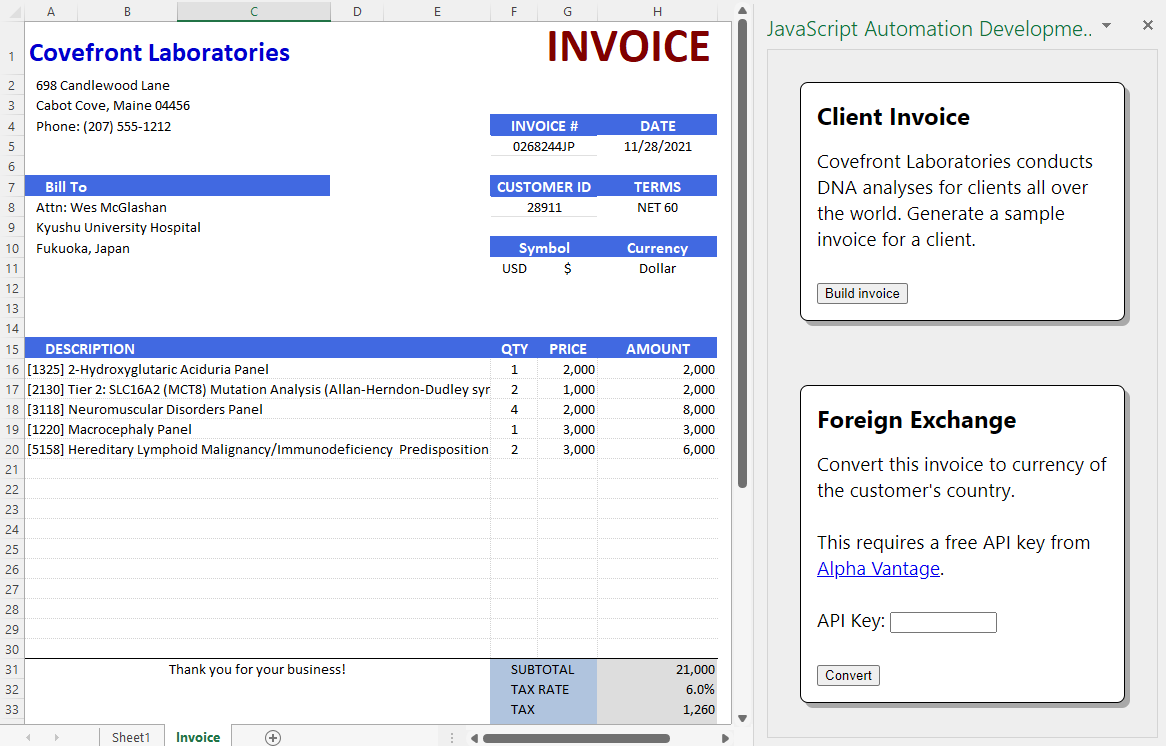 A B C D E F G H
JavaScript Automation Developme..
1 Covefront Laboratories INVOICE
2 698 Candlewood Lane
3 Cabot Cove, Maine 04456
4 Phone: (207) 555-1212 INVOICE # DATE
5 0268244JP 11/28/2021
6
7 Bill To CUSTOMER ID TERMS
8 Attn: Wes McGlashan 28911 NET 60
9 Kyushu University Hospital
10 Fukuoka, Japan Symbol Currency
11 USD $ Dollar
12
13
14
15 DESCRIPTION QTY PRICE AMOUNT
16 [1325] 2-Hydroxyglutaric Aciduria Panel 1 2,000 2,000
17 [2130] Tier 2: SLC16A2 (MCT8) Mutation Analysis (Allan-Herndon-Dudley syr 2 1,000 2,000
18 [3118] Neuromuscular Disorders Panel 4 2,000 8,000
19 [1220] Macrocephaly Panel 1 3,000 3,000
20 [5158] Hereditary Lymphoid Malignancy/Immunodeficiency Predisposition 2 3,000 6,000
21
22
23
24
25
26
27
28
29
30
31 Thank you for your business! SUBTOTAL 21,000
32 TAX RATE 6.0%
33 TAX 1,260
Sheet1 Invoice
Client Invoice
Covefront Laboratories conducts
DNA analyses for clients all over
the world. Generate a sample
invoice for a client.
Build invoice
Foreign Exchange
Convert this invoice to currency of
the customer's country.
This requires a free API key from
Alpha Vantage.
API Key:
Convert